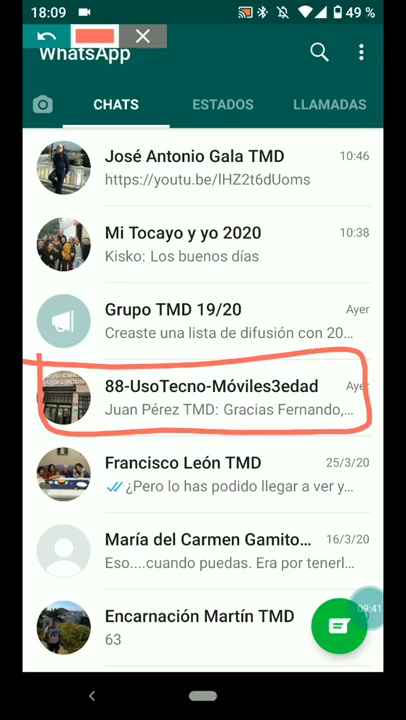 18:09
49 %
WhatsApp
CHATS
ESTADOS
LLAMADAS
José Antonio Gala TMD
10:46
https://youtu.be/lHZ2t6dUoms
Mi Tocayo y yo 2020
10:38
Kisko: Los buenos días
Grupo TMD 19/20
Ayer
Creaste una lista de difusión con 20...
88-UsoTecno-Móviles3edad
Ayer
Juan Pérez TMD: Gracias Fernando,...
Francisco León TMD
25/3/20
¿Pero lo has podido llegar a ver y...
María del Carmen Gamito...
16/3/20
Eso....cuando puedas. Era por tenerl...
Encarnación Martín TMD
09:41
63